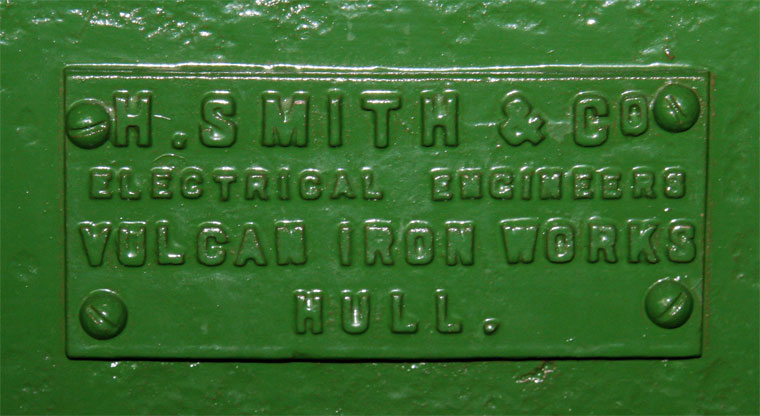 H. SMITH & CO
ELECTRICAL ENGINEERS
VULCAN IRON WORKS
HULL.